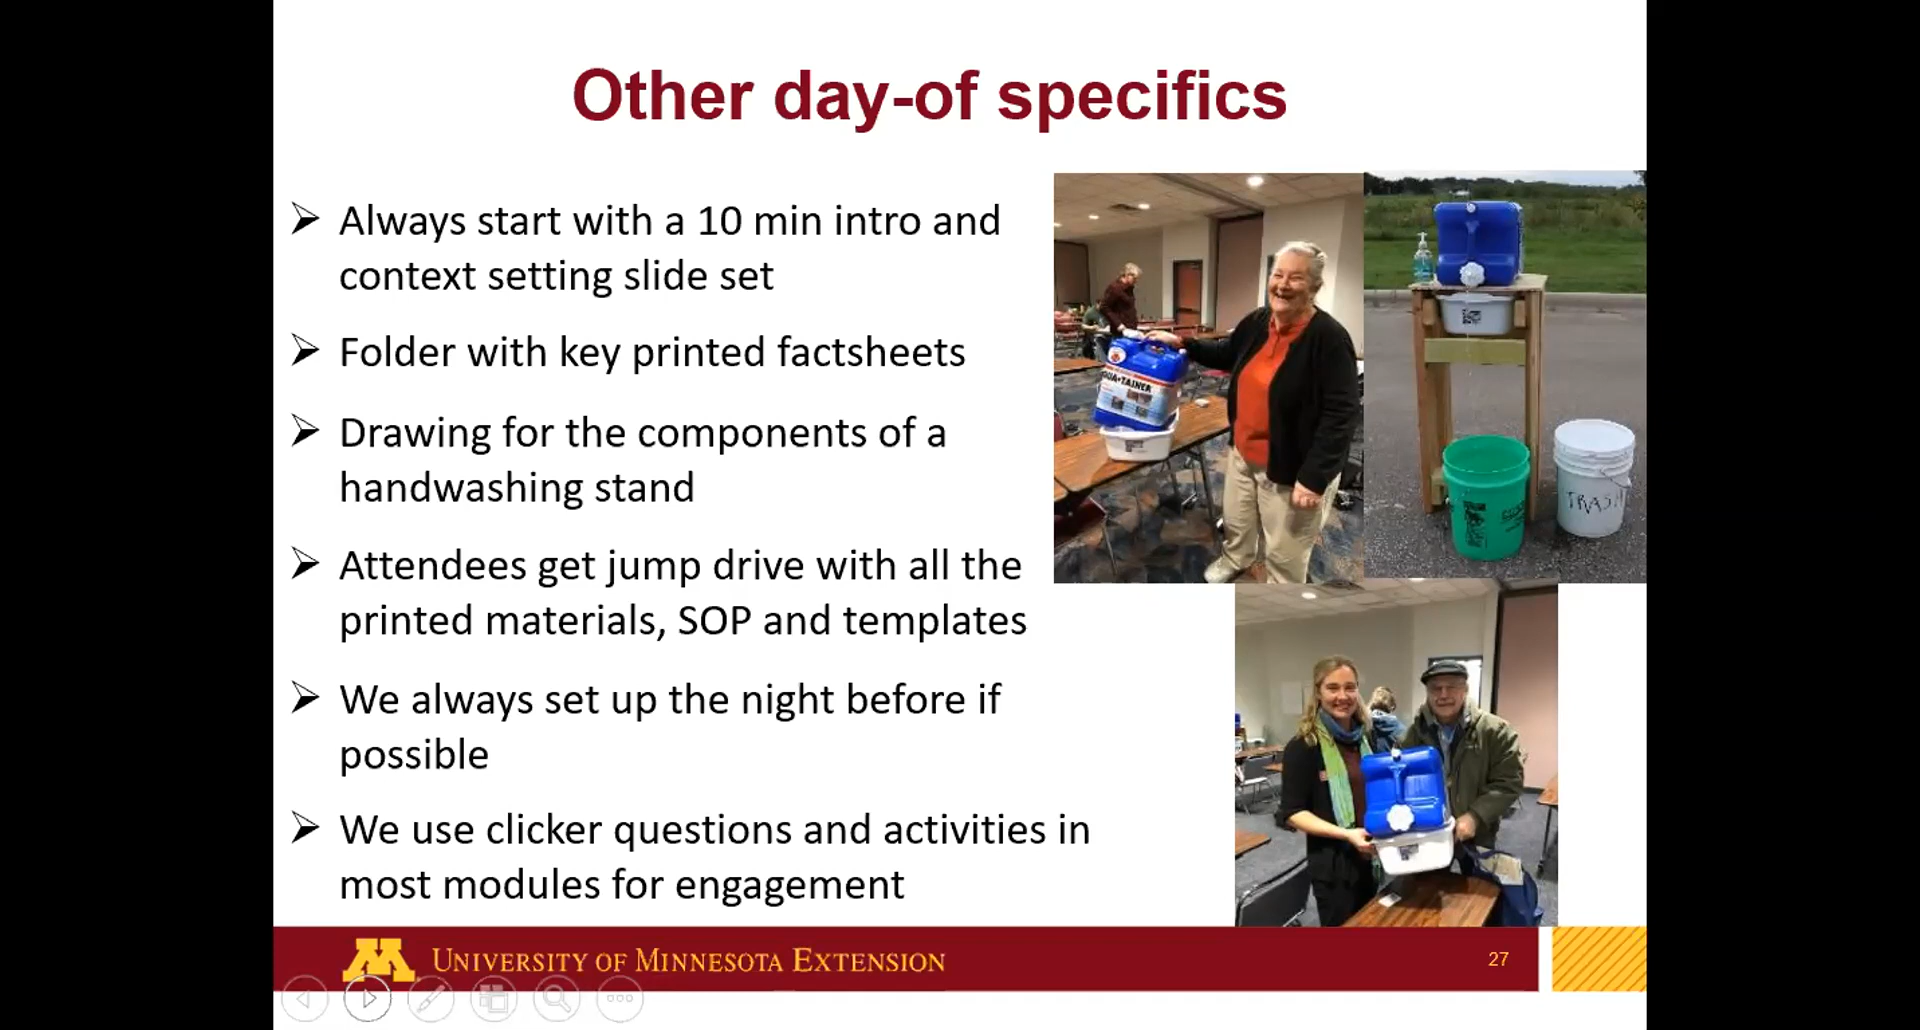 Other day-of specifics
Always start with a 10 min intro and
context setting slide set
Folder with key printed factsheets
Drawing for the components of a
handwashing stand
Attendees get jump drive with all the
printed materials, SOP and templates
We always set up the night before if
possible
We use clicker questions and activities in
most modules for engagement
TRASH
M UNIVERSITY OF MINNESOTA EXTENSION
27